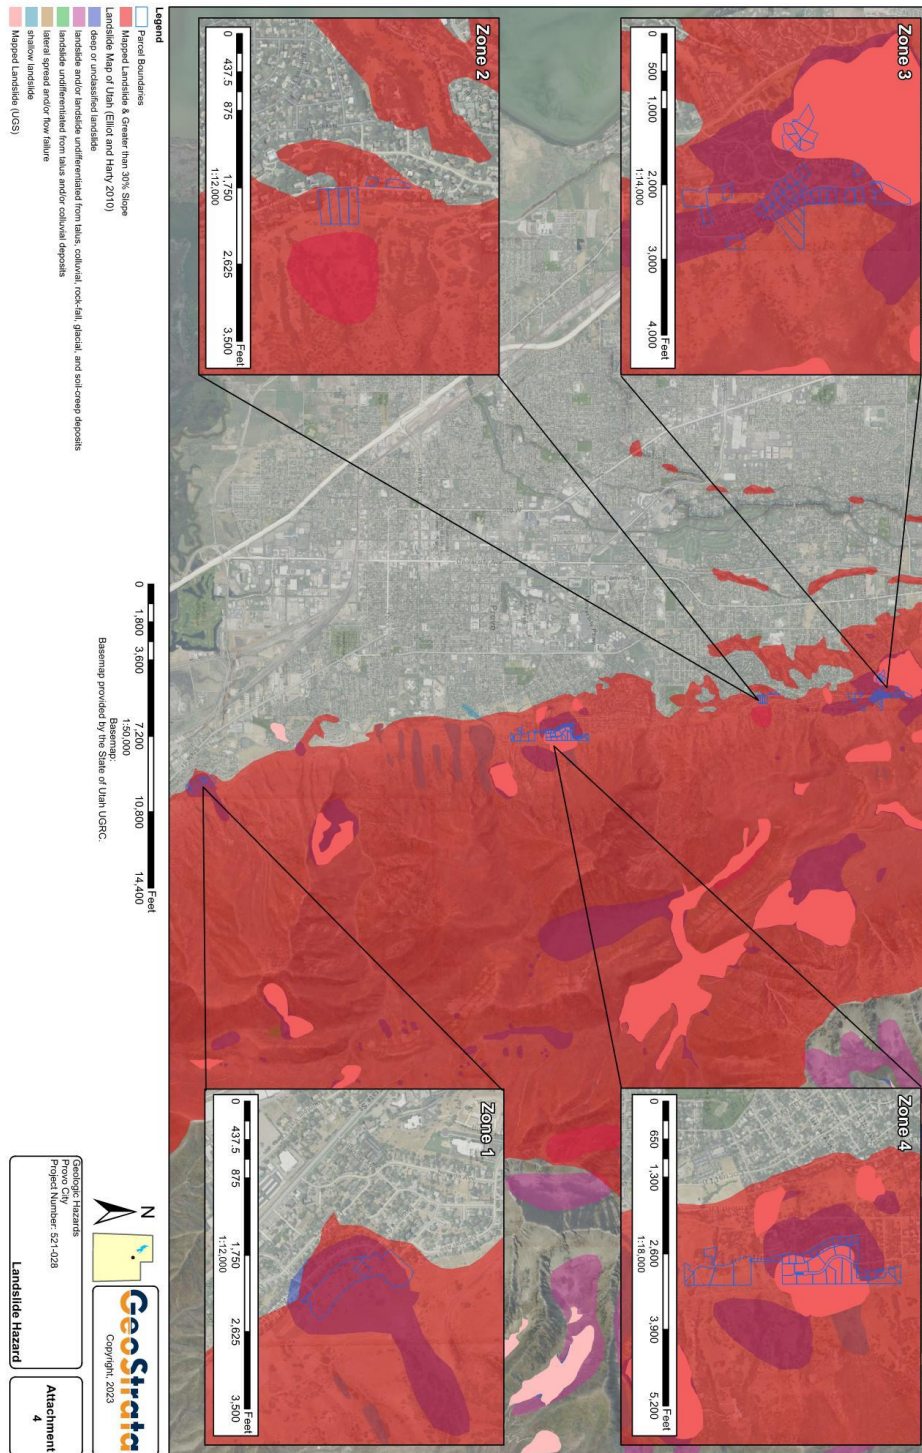 Zone 3
0 500 1,000 2,000 3,000 4,000
Feet
1:14,000
Zone 2
0 437.5 875 1,750 2,625 3,500
Feet
1:12,000
Zone 4
0 650 1,300 2,600 3,900 5,200
Feet
1:18,000
Zone 1
0 437.5 875 1,750 2,625 3,500
Feet
1:12,000
Provo
Legend
Parcel Boundaries
Mapped Landslide & Greater than 30% Slope
Landslide Map of Utah (Elliot and Harty 2010)
deep or unclassified landslide
landslide and/or landslide undifferentiated from talus, colluvial, rock-fall, glacial, and soil-creep deposits
landslide undifferentiated from talus and/or colluvial deposits
lateral spread and/or flow failure
shallow landslide
Mapped Landslide (UGS)
0 1,800 3,600 7,200 10,800 14,400
Feet
Basemap:
1:50,000
Basemap provided by the State of Utah UGRC.
N
GeoStrata
Copyright, 2023
Geologic Hazards
Provo City
Project Number: 521-028
Landslide Hazard
Attachment
4